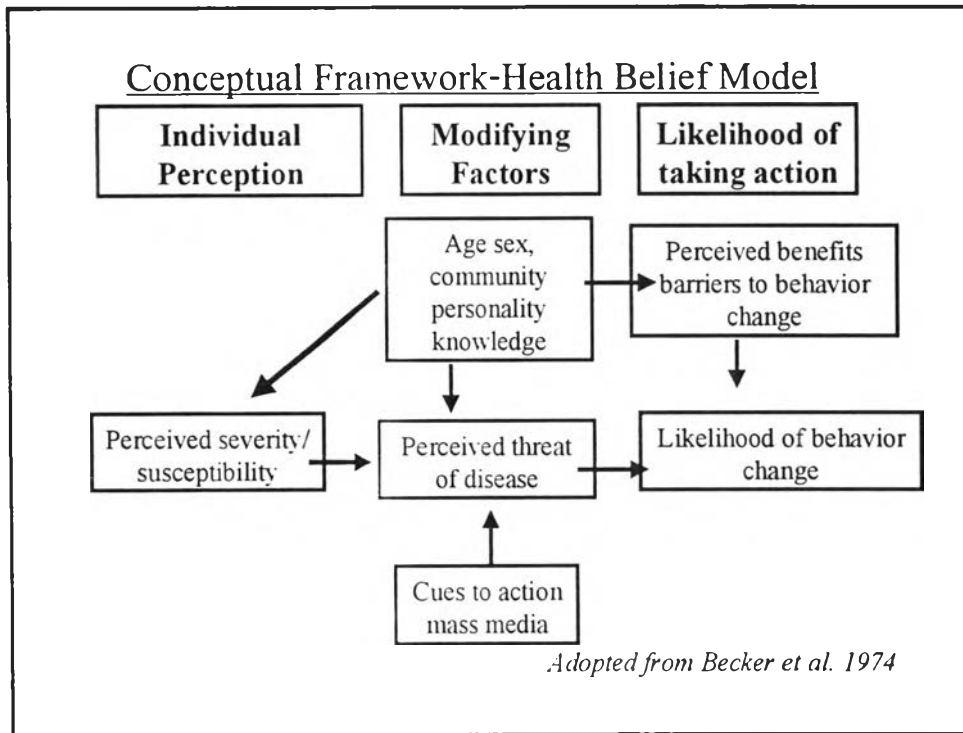 Conceptual Framework-Health Belief Model
Individual
Perception
Modifying
Factors
Likelihood of
taking action
Age sex,
community
personality
knowledge
Perceived benefits
barriers to behavior
change
Perceived severity/
susceptibility
Perceived threat
of disease
Likelihood of behavior
change
Cues to action
mass media
Adopted from Becker et al. 1974